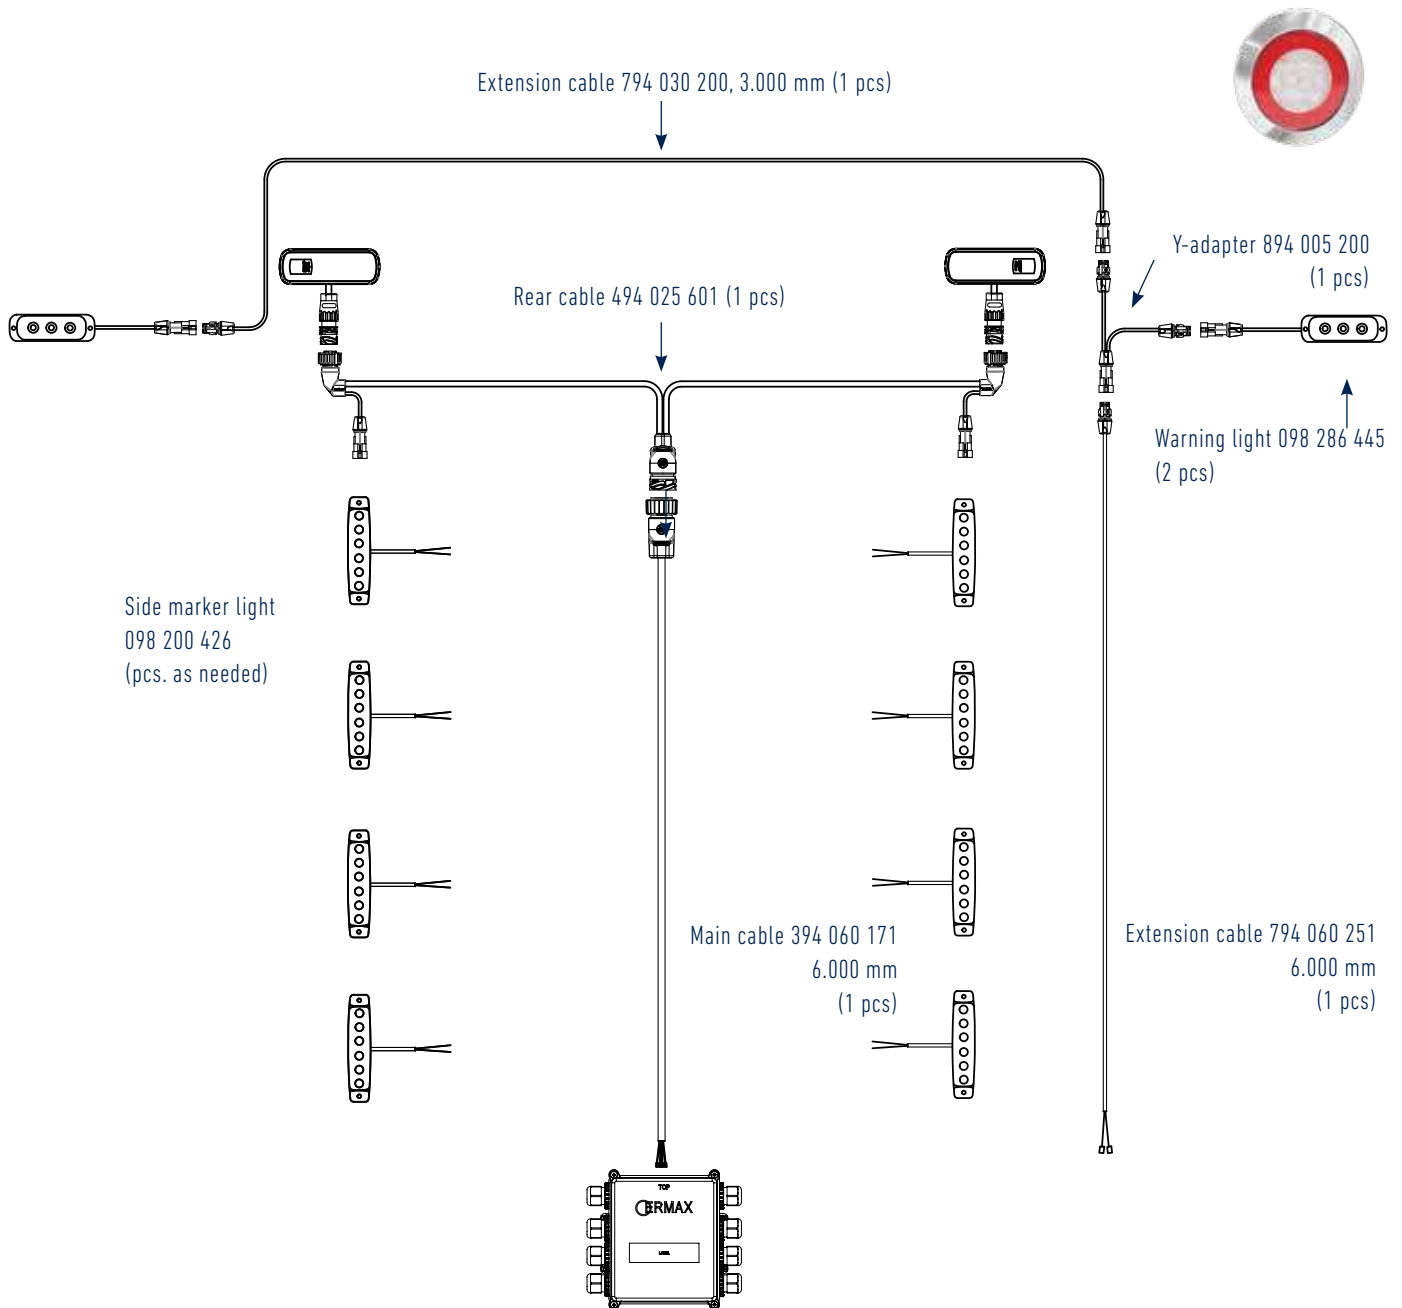 Extension cable 794 030 200, 3.000 mm (1 pcs)
Y-adapter 894 005 200
(1 pcs)
Rear cable 494 025 601 (1 pcs)
Warning light 098 286 445
(2 pcs)
Side marker light
098 200 426
(pcs. as needed)
Main cable 394 060 171
6.000 mm
(1 pcs)
Extension cable 794 060 251
6.000 mm
(1 pcs)
TOP
ERMAX
LABEL